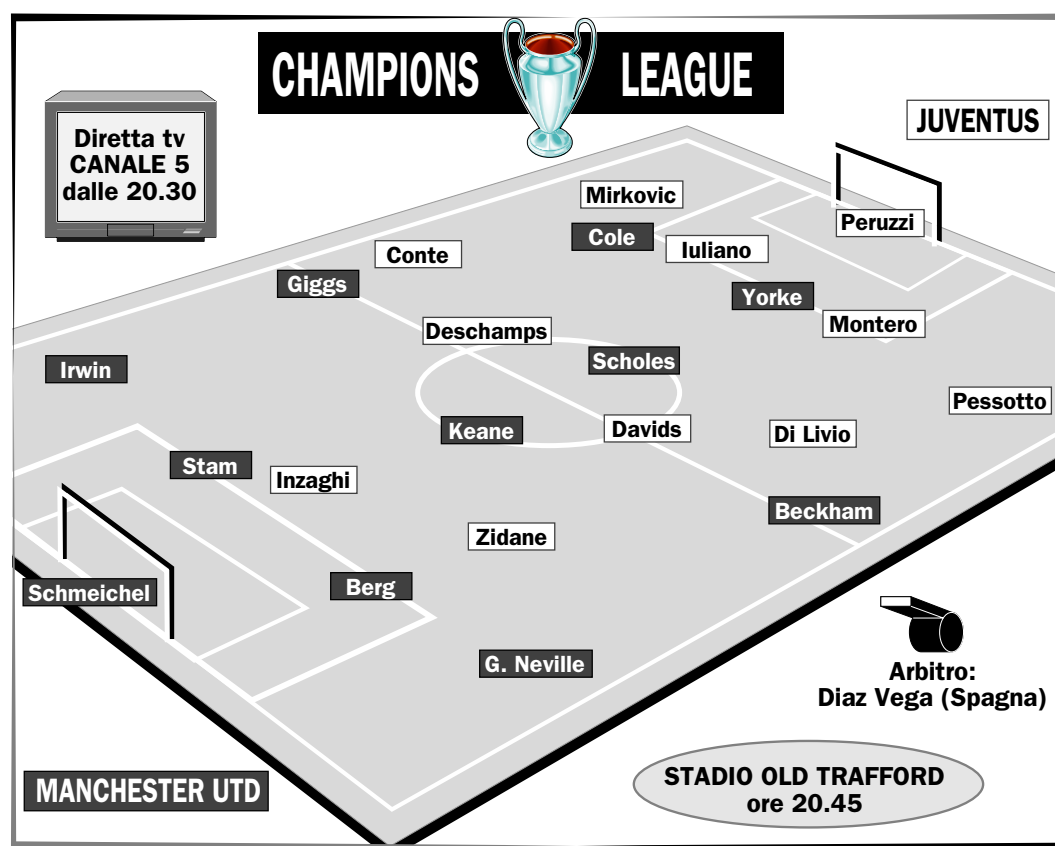 CHAMPIONS LEAGUE
Diretta tv
CANALE 5
dalle 20.30
JUVENTUS
Mirkovic
Peruzzi
Cole
Iuliano
Conte
Giggs
Yorke
Montero
Deschamps
Scholes
Irwin
Pessotto
Keane
Davids
Di Livio
Stam
Inzaghi
Beckham
Zidane
Schmeichel
Berg
G. Neville
Arbitro:
Diaz Vega (Spagna)
MANCHESTER UTD
STADIO OLD TRAFFORD
ore 20.45